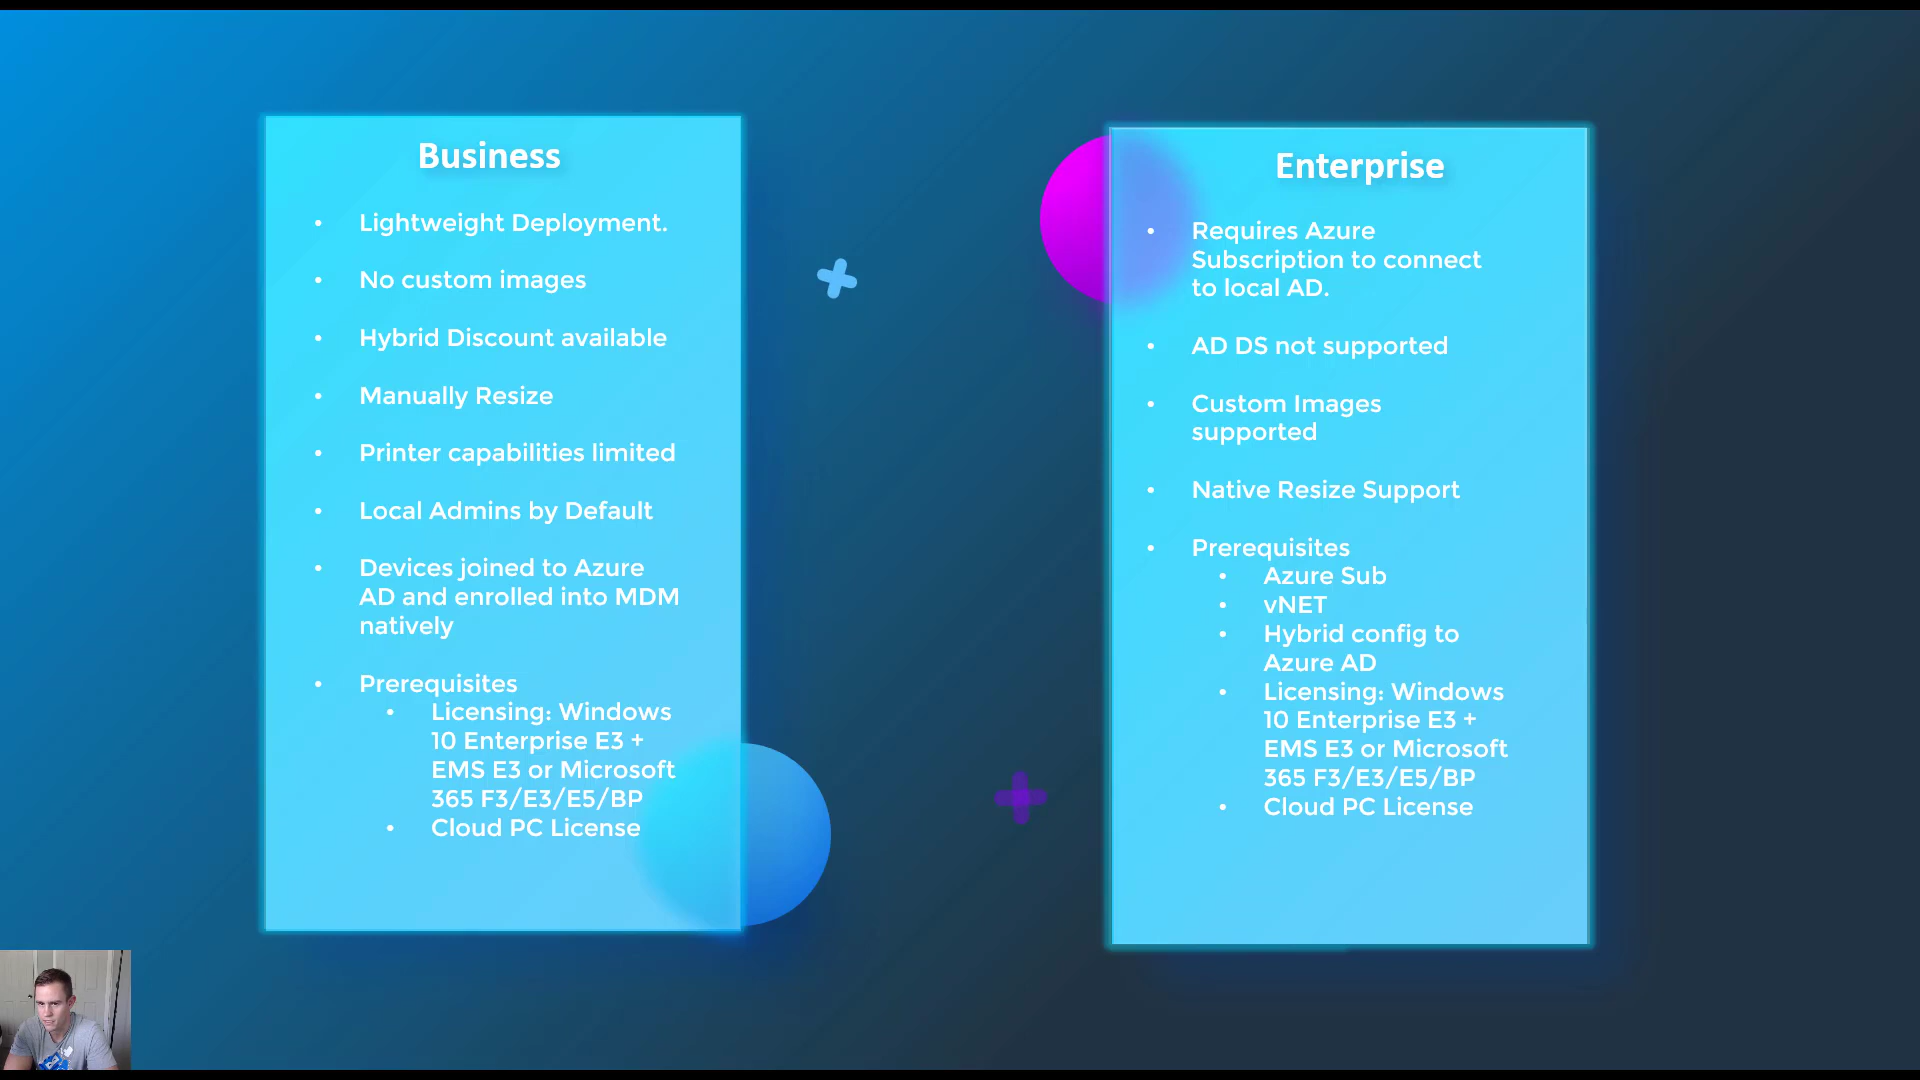 Business
• Lightweight Deployment.
• No custom images
• Hybrid Discount available
• Manually Resize
• Printer capabilities limited
• Local Admins by Default
• Devices joined to Azure
AD and enrolled into MDM
natively
• Prerequisites
• Licensing: Windows
10 Enterprise E3 +
EMS E3 or Microsoft
365 F3/E3/E5/BP
• Cloud PC License
Enterprise
• Requires Azure
Subscription to connect
to local AD.
• AD DS not supported
• Custom Images
supported
• Native Resize Support
• Prerequisites
• Azure Sub
• vNET
• Hybrid config to
Azure AD
• Licensing: Windows
10 Enterprise E3 +
EMS E3 or Microsoft
365 F3/E3/E5/BP
• Cloud PC License